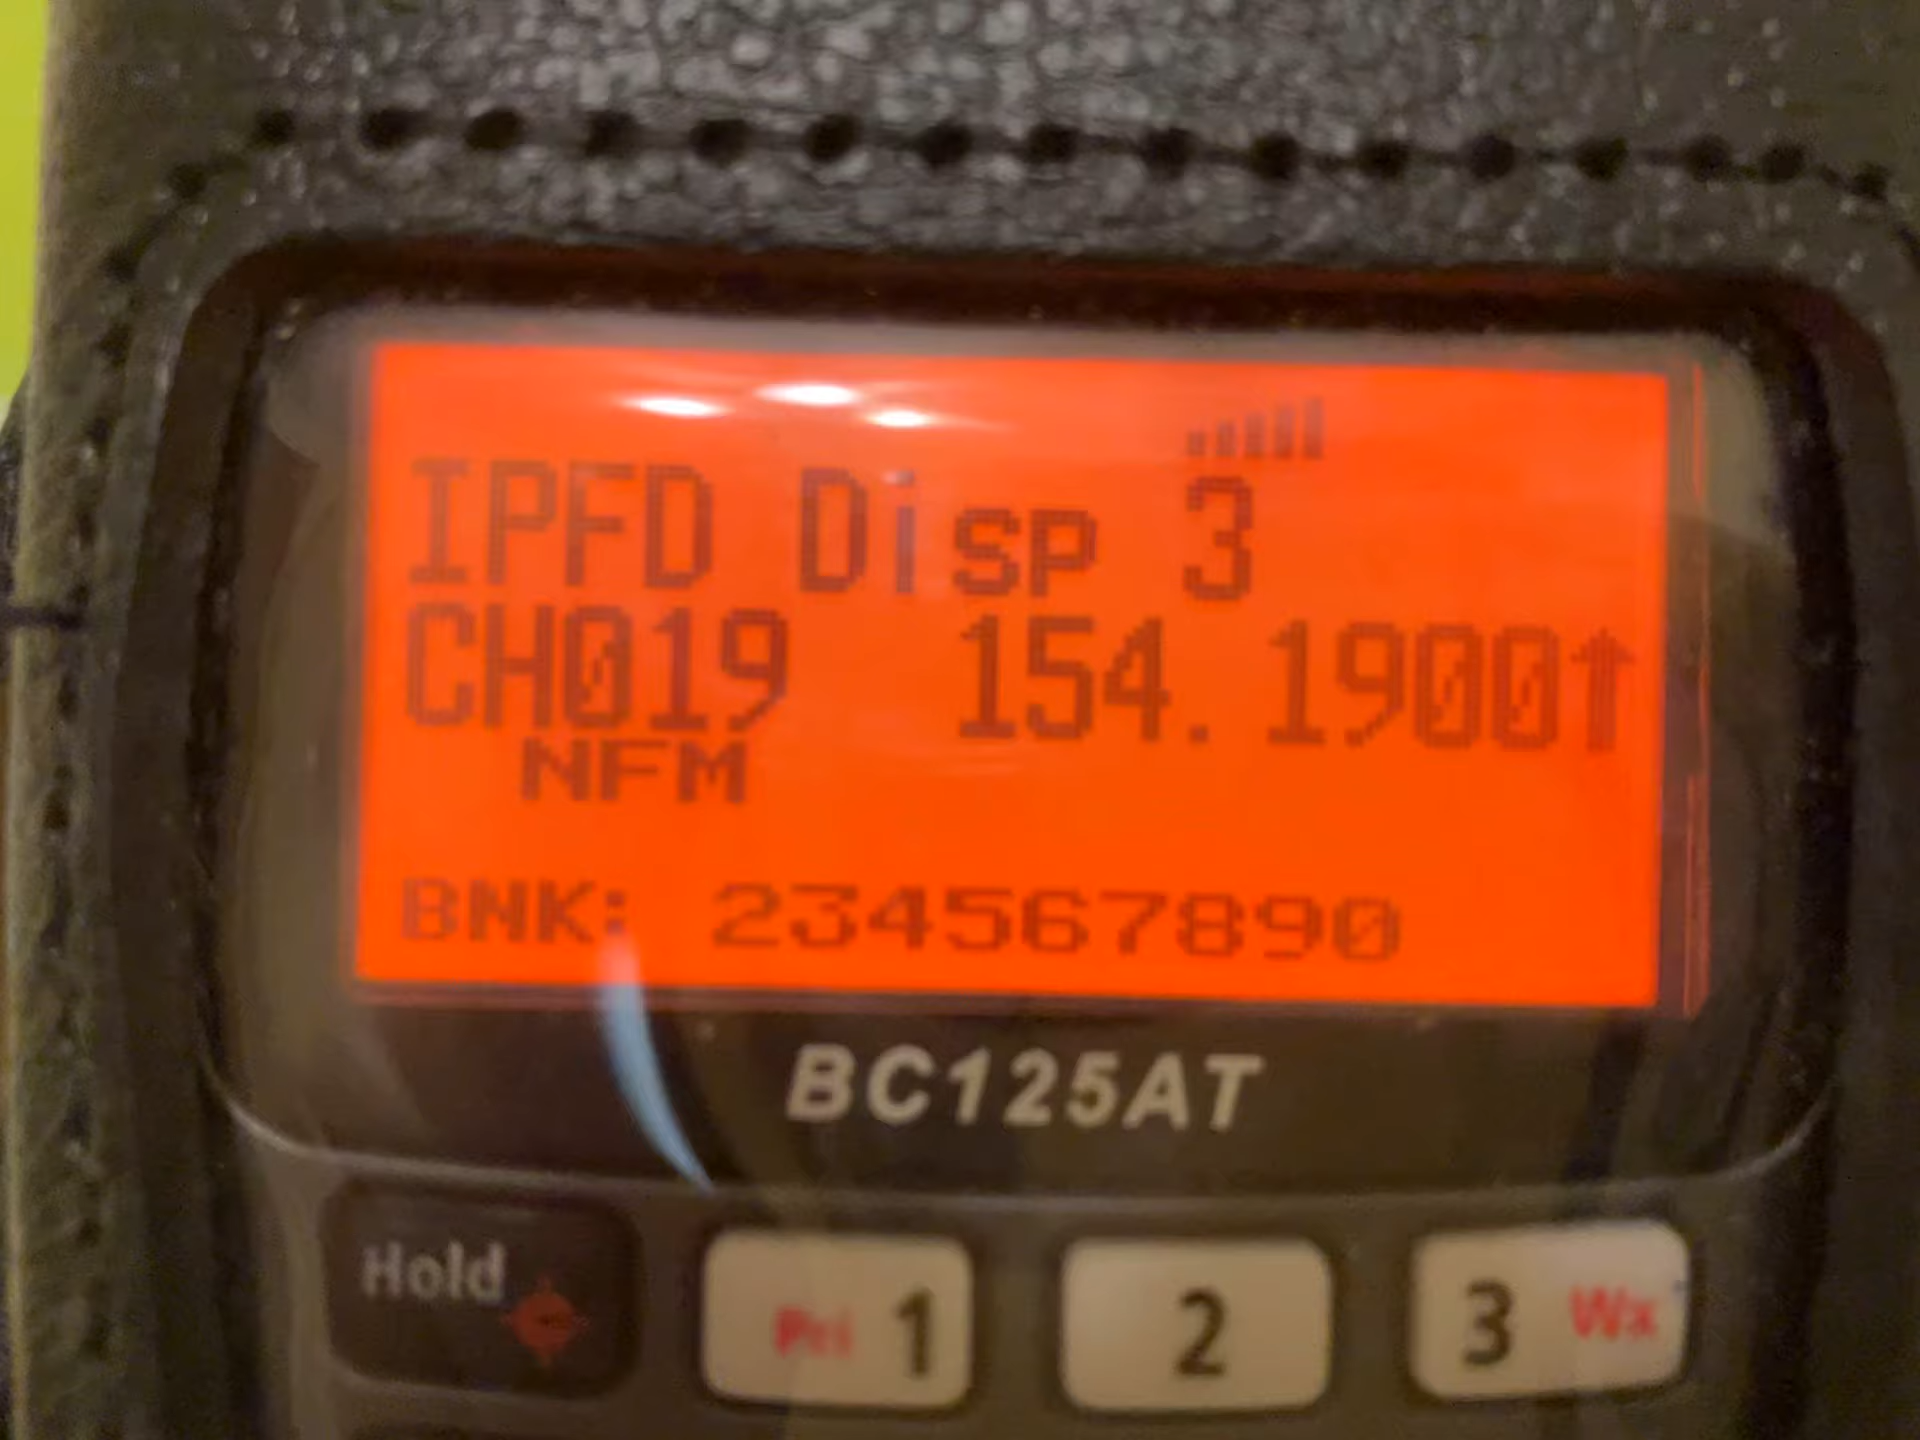 IPFD Disp 3
CH019 154.1900↑
NFM
BNK: 234567890
BC125AT
Hold
Pri 1
2
3 Wx